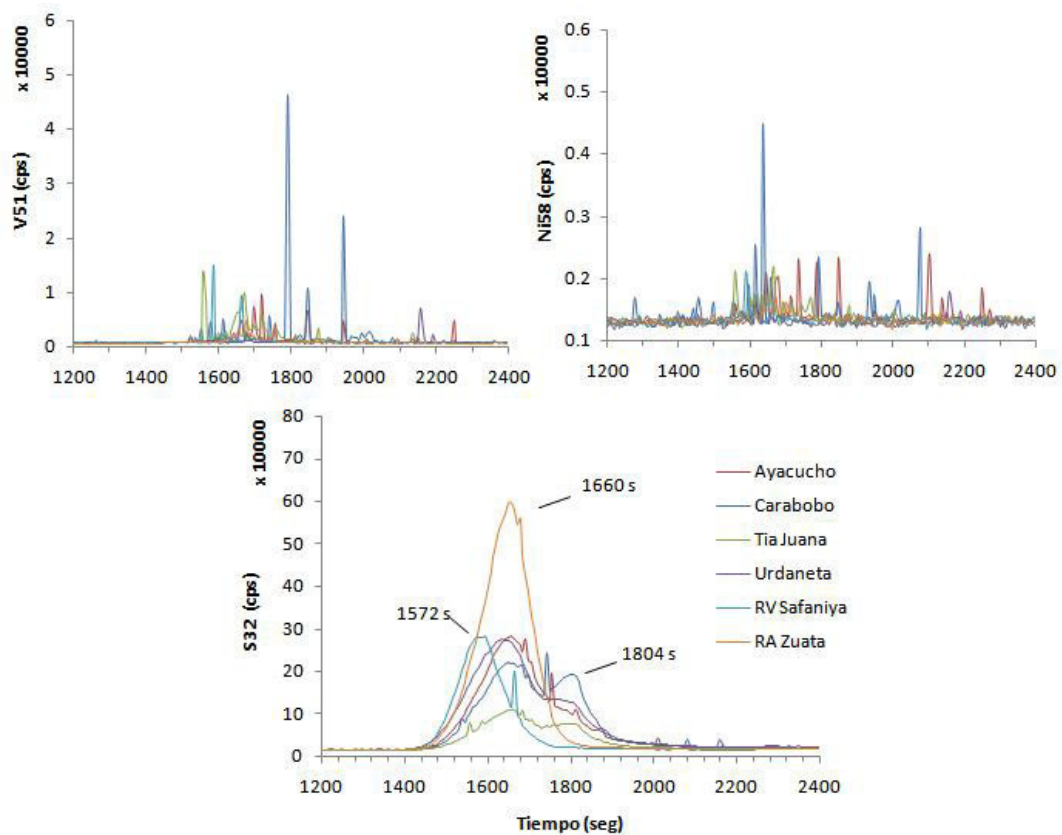 x 10000
V51 (cps)
6
5
4
3
2
1
0
1200 1400 1600 1800 2000 2200 2400
x 10000
Ni58 (cps)
0.6
0.5
0.4
0.3
0.2
0.1
1200 1400 1600 1800 2000 2200 2400
x 10000
S32 (cps)
80
70
60
50
40
30
20
10
0
1572 s
1660 s
1804 s
Ayacucho
Carabobo
Tia Juana
Urdaneta
RV Safaniya
RA Zuata
1200 1400 1600 1800 2000 2200 2400
Tiempo (seg)